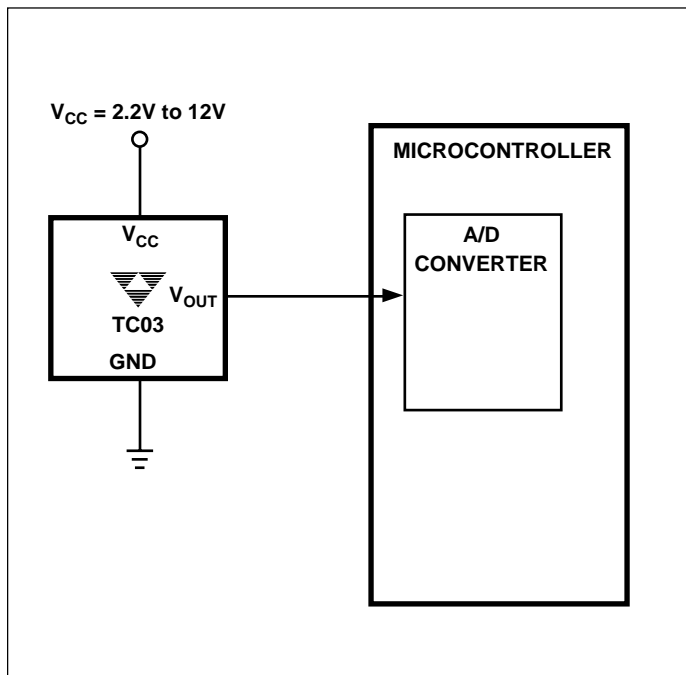 V_CC = 2.2V to 12V
MICROCONTROLLER
V_CC
V_OUT
TC03
GND
A/D
CONVERTER